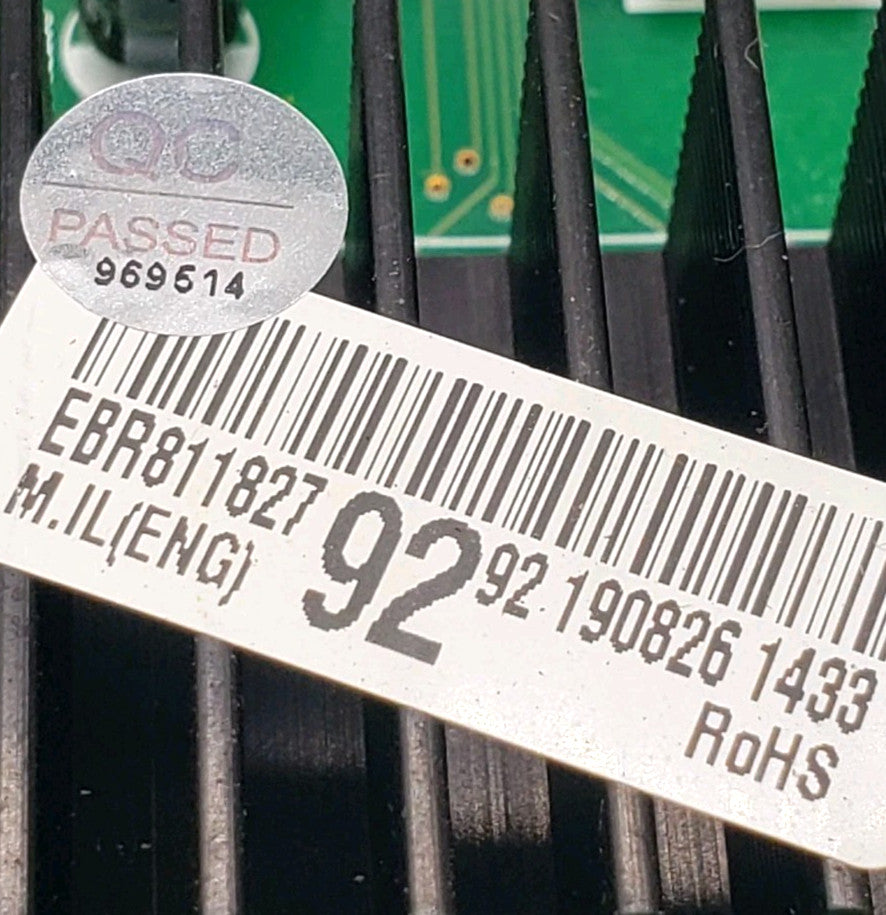 QC
PASSED
969514
EBR811827 92 92 190826 1433
M.IL(ENG)
RoHS